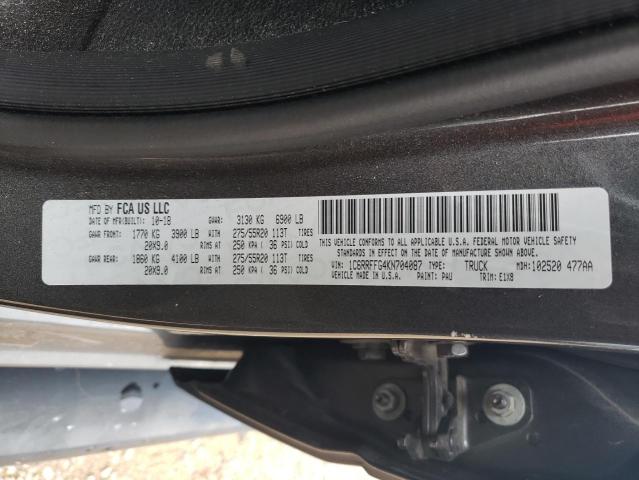 MFD BY FCA US LLC
DATE OF MFR(BUILT): 10-18 GVWR: 3130 KG 6900 LB
GAWR FRONT: 1770 KG 3900 LB WITH 275/55R20 113T TIRES
20X9.0 RIMS AT 250 KPA ( 36 PSI) COLD
GAWR REAR: 1860 KG 4100 LB WITH 275/55R20 113T TIRES
20X9.0 RIMS AT 250 KPA ( 36 PSI) COLD
THIS VEHICLE CONFORMS TO ALL APPLICABLE U.S.A. FEDERAL MOTOR VEHICLE SAFETY
STANDARDS IN EFFECT ON THE DATE OF MANUFACTURE SHOWN ABOVE.
VIN: 1C6RRFFG4KN704087 TYPE: TRUCK MDH: 102520 477AA
VEHICLE MADE IN U.S.A. PAINT: PAU TRIM: E1X8